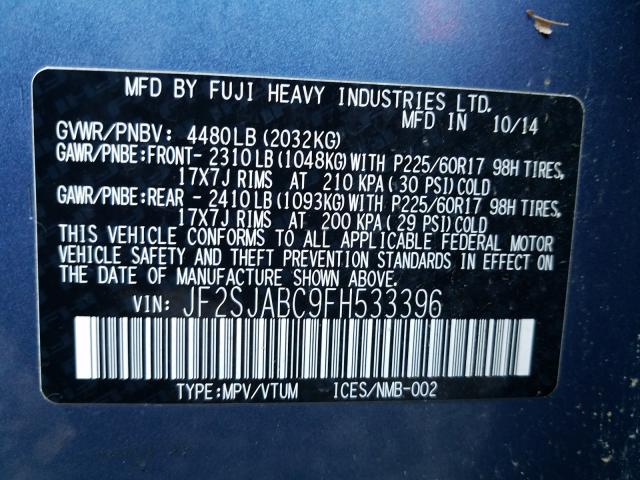 MFD BY FUJI HEAVY INDUSTRIES LTD.
MFD IN 10/14
GVWR/PNBV: 4480LB(2032KG)
GAWR/PNBE:FRONT- 2310LB(1048KG)WITH P225/60R17 98H TIRES,
17X7J RIMS AT 210 KPA(30 PSI)COLD
GAWR/PNBE:REAR - 2410LB(1093KG)WITH P225/60R17 98H TIRES,
17X7J RIMS AT 200 KPA(29 PSI)COLD
THIS VEHICLE CONFORMS TO ALL APPLICABLE FEDERAL MOTOR
VEHICLE SAFETY AND THEFT PREVENTION STANDARDS IN EFFECT ON
THE DATE OF MANUFACTURE SHOWN ABOVE.
VIN: JF2SJABC9FH533396
TYPE:MPV/VTUM ICES/NMB-002